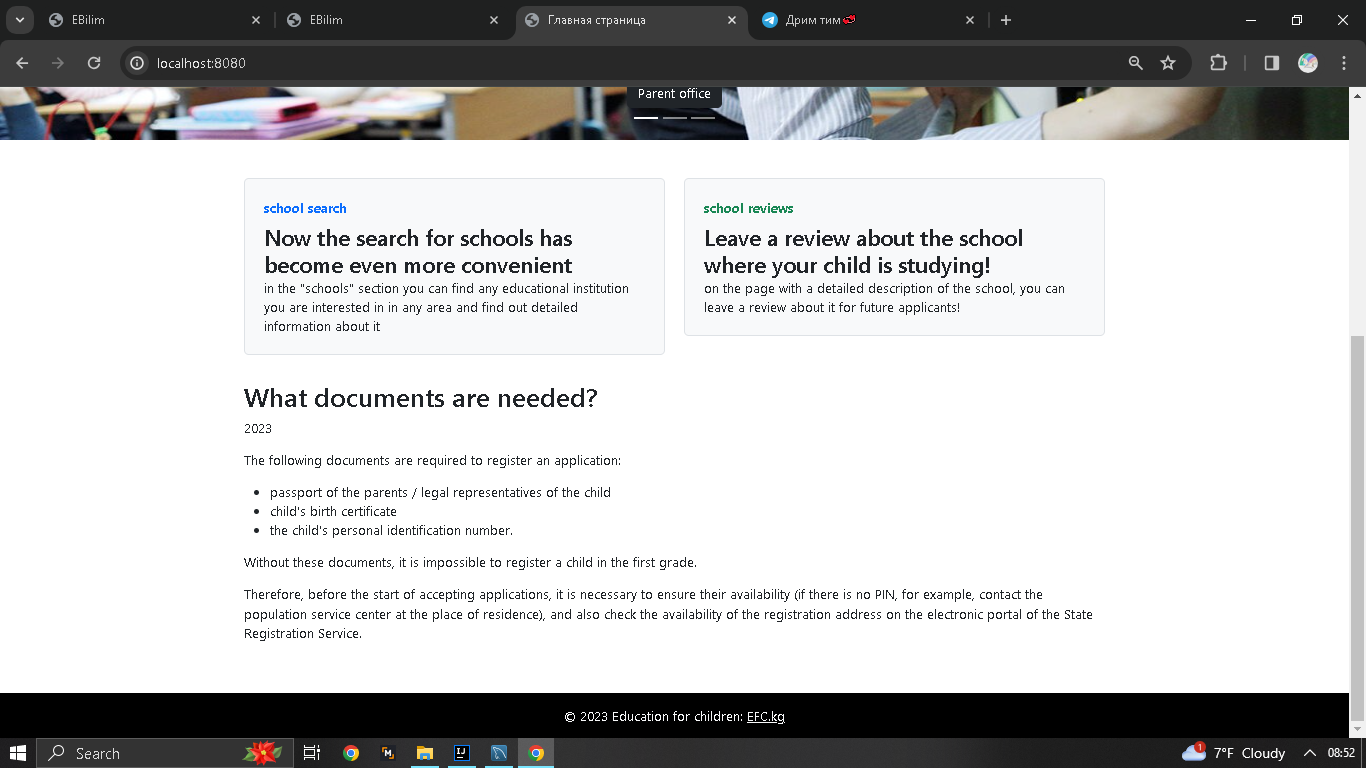 EBilim
EBilim
Главная страница
Дрим тим
localhost:8080
Parent office
school search
Now the search for schools has
become even more convenient
in the "schools" section you can find any educational institution
you are interested in in any area and find out detailed
information about it
school reviews
Leave a review about the school
where your child is studying!
on the page with a detailed description of the school, you can
leave a review about it for future applicants!
What documents are needed?
2023
The following documents are required to register an application:
passport of the parents / legal representatives of the child
child's birth certificate
the child's personal identification number.
Without these documents, it is impossible to register a child in the first grade.
Therefore, before the start of accepting applications, it is necessary to ensure their availability (if there is no PIN, for example, contact the
population service center at the place of residence), and also check the availability of the registration address on the electronic portal of the State
Registration Service.
© 2023 Education for children: EFC.kg
Search
IJ
1
7°F Cloudy
08:52